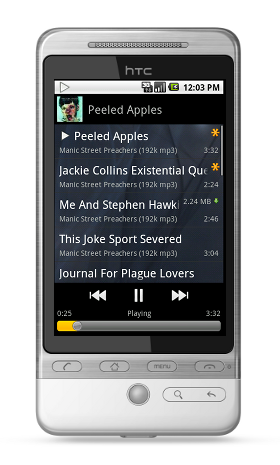 hTC
12:03 PM
Peeled Apples
Peeled Apples
Manic Street Preachers (192k mp3) 3:32
Jackie Collins Existential Que
Manic Street Preachers (192k mp3) 2:24
Me And Stephen Hawki 2.24 MB
Manic Street Preachers (192k mp3) 2:46
This Joke Sport Severed
Manic Street Preachers (192k mp3) 3:04
Journal For Plague Lovers
0:25 Playing 3:32
MENU